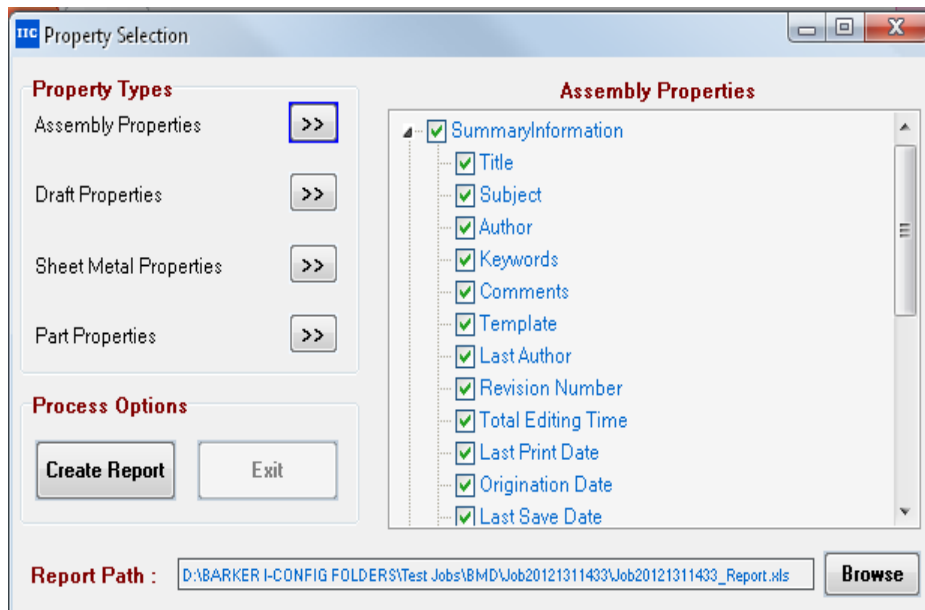 TTC Property Selection
Property Types
Assembly Properties >>
Draft Properties >>
Sheet Metal Properties >>
Part Properties >>
Process Options
Create Report Exit
Assembly Properties
SummaryInformation
Title
Subject
Author
Keywords
Comments
Template
Last Author
Revision Number
Total Editing Time
Last Print Date
Origination Date
Last Save Date
Report Path : D:\BARKER I-CONFIG FOLDERS\Test Jobs\BMD\Job20121311433\Job20121311433_Report.xls Browse